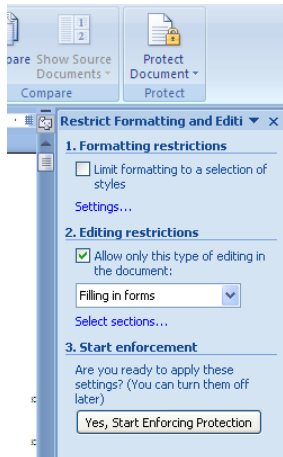 pare Show Source
Documents
Compare
Protect
Document
Protect
Restrict Formatting and Editi
1. Formatting restrictions
Limit formatting to a selection of
styles
Settings...
2. Editing restrictions
Allow only this type of editing in
the document:
Filling in forms
Select sections...
3. Start enforcement
Are you ready to apply these
settings? (You can turn them off
later)
Yes, Start Enforcing Protection